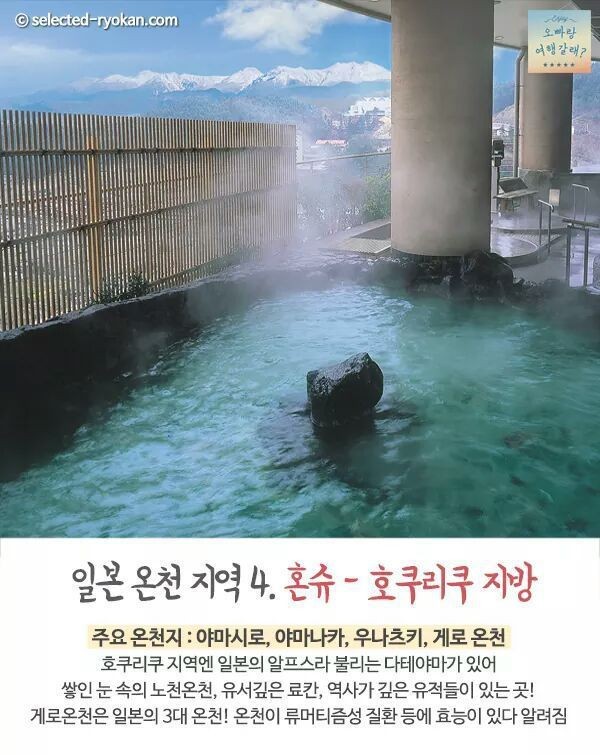 © selected-ryokan.com
Enjoy
오빠랑
여행갈래?
★★★★★
일본 온천 지역 4. 혼슈 - 호쿠리쿠 지방
주요 온천지 : 야마시로, 야마나카, 우나츠키, 게로 온천
호쿠리쿠 지역엔 일본의 알프스라 불리는 다테야마가 있어
쌓인 눈 속의 노천온천, 유서깊은 료칸, 역사가 깊은 유적들이 있는 곳!
게로온천은 일본의 3대 온천! 온천이 류머티즘성 질환 등에 효능이 있다 알려짐